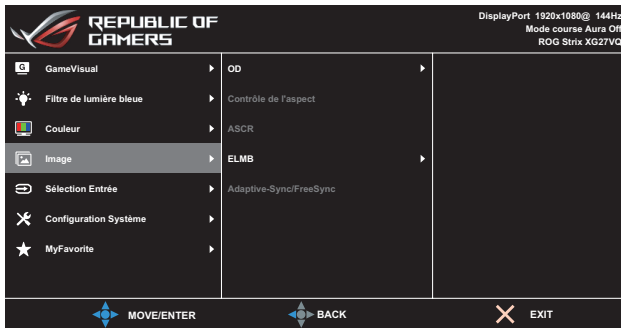 REPUBLIC OF
GAMERS
DisplayPort 1920x1080@ 144Hz
Mode course Aura Off
ROG Strix XG27VQ
G
GameVisual
Filtre de lumière bleue
Couleur
Image
Sélection Entrée
Configuration Système
MyFavorite
OD
Contrôle de l'aspect
ASCR
ELMB
Adaptive-Sync/FreeSync
MOVE/ENTER
BACK
EXIT